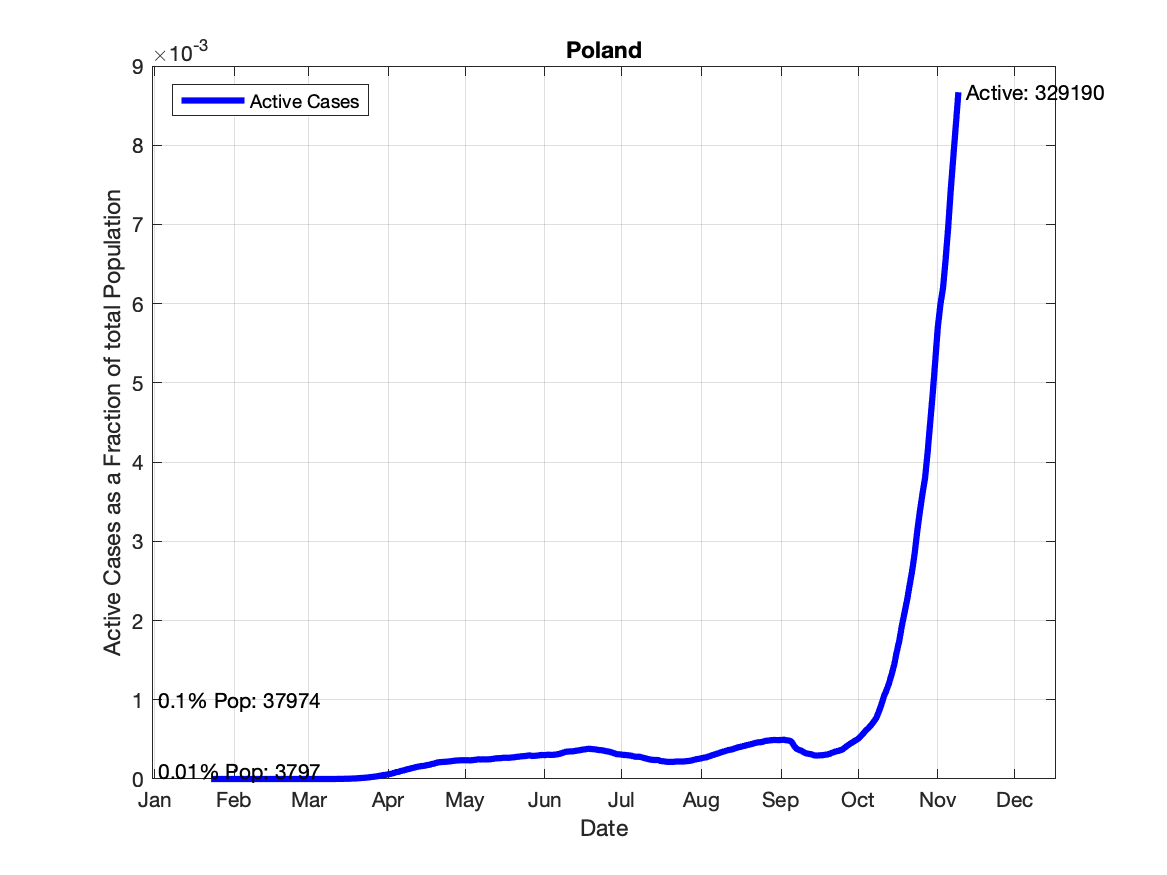 Poland
×10-3
9
8
7
6
5
4
3
2
1
0
Active Cases as a Fraction of total Population
Active Cases
Active: 329190
0.1% Pop: 37974
0.01% Pop: 3797
Jan Feb Mar Apr May Jun Jul Aug Sep Oct Nov Dec
Date